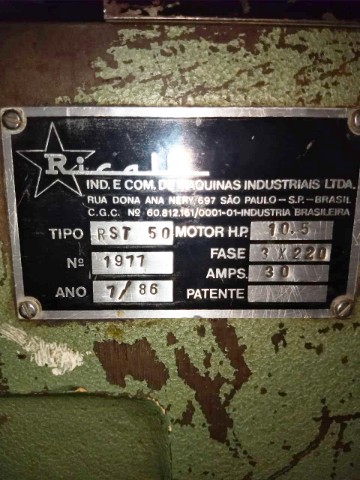 IND. E COM. DE MÁQUINAS INDUSTRIAIS LTDA.
RUA DONA ANA NERY, 697 SÃO PAULO - S.P. - BRASIL
C.G.C. Nº 60.812.161/0001-01 - INDUSTRIA BRASILEIRA
TIPO RST 50 MOTOR H.P. 10.5
FASE 3 X 220
Nº 1977
AMPS. 30
ANO 7/86 PATENTE